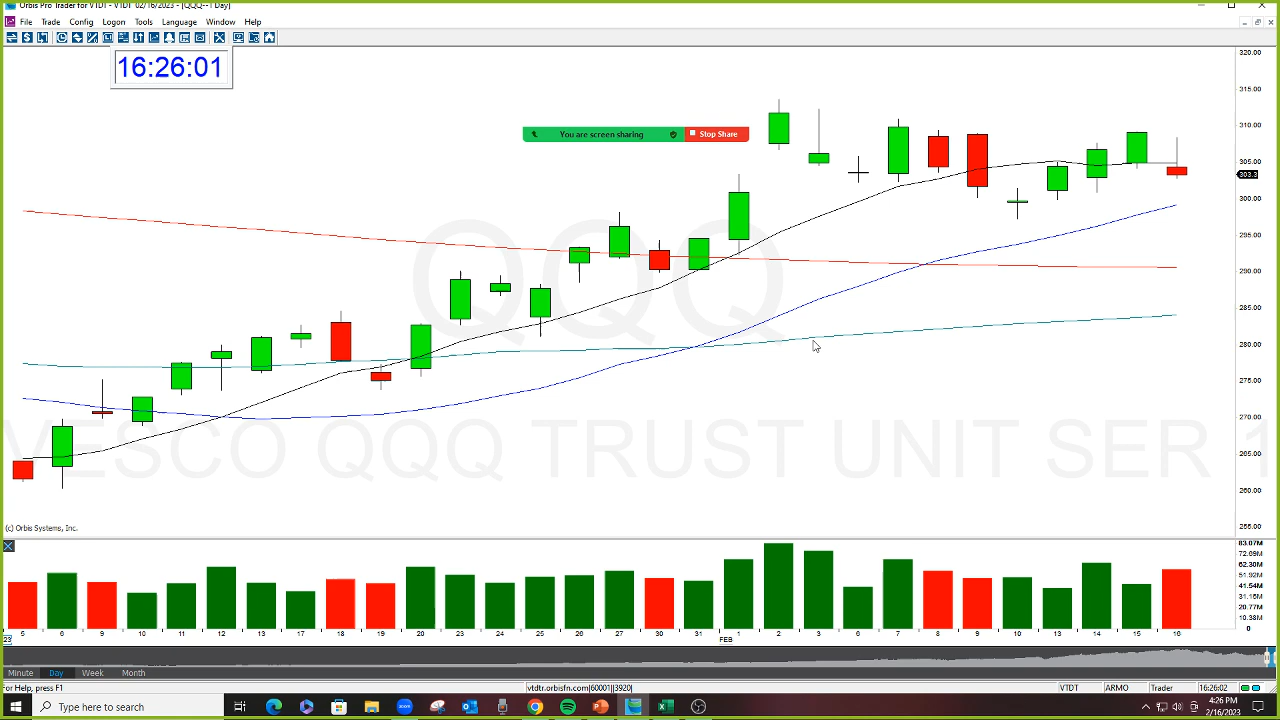 Orbis Pro Trader for VTDT - VTDT 02/16/2023 - [QQQ--1 Day]
File Trade Config Logon Tools Language Window Help
16:26:01
You are screen sharing Stop Share
320.00
315.00
310.00
305.00
303.3
300.00
295.00
290.00
285.00
280.00
275.00
270.00
265.00
260.00
255.00
QQQ
VESCO QQQ TRUST UNIT SER 1
(c) Orbis Systems, Inc.
83.07M
72.69M
62.30M
51.92M
41.54M
31.15M
20.77M
10.38M
0
5 6 9 10 11 12 13 17 18 19 20 23 24 25 26 27 30 31 1 2 3 6 7 8 9 10 13 14 15 16
23 FEB
Minute Day Week Month
For Help, press F1 vtdtr.orbisfn.com|60001||3920| VTDT ARMO Trader 16:26:02
Type here to search
zoom
4:26 PM
2/16/2023